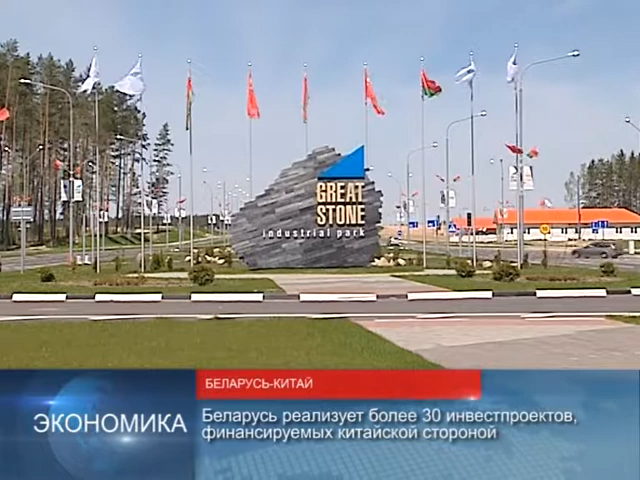 GREAT
STONE
industrial park
БЕЛАРУСЬ-КИТАЙ
ЭКОНОМИКА
Беларусь реализует более 30 инвестпроектов,
финансируемых китайской стороной